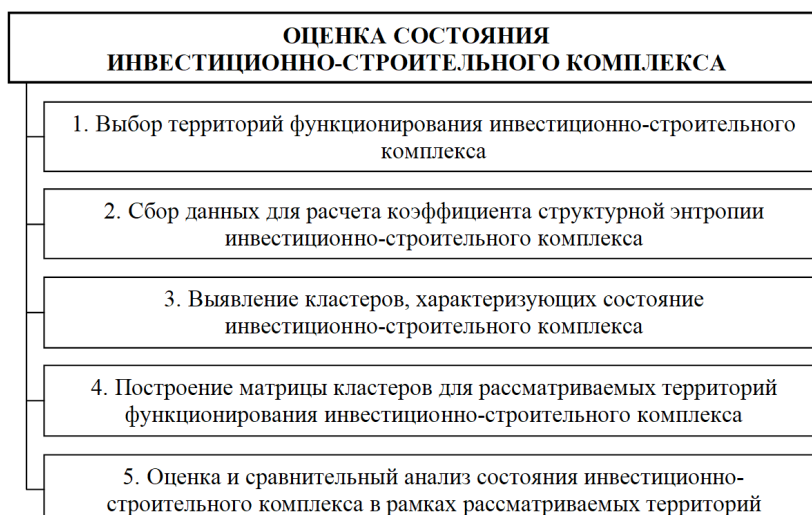 ОЦЕНКА СОСТОЯНИЯ
ИНВЕСТИЦИОННО-СТРОИТЕЛЬНОГО КОМПЛЕКСА
1. Выбор территорий функционирования инвестиционно-строительного
комплекса
2. Сбор данных для расчета коэффициента структурной энтропии
инвестиционно-строительного комплекса
3. Выявление кластеров, характеризующих состояние
инвестиционно-строительного комплекса
4. Построение матрицы кластеров для рассматриваемых территорий
функционирования инвестиционно-строительного комплекса
5. Оценка и сравнительный анализ состояния инвестиционно-
строительного комплекса в рамках рассматриваемых территорий